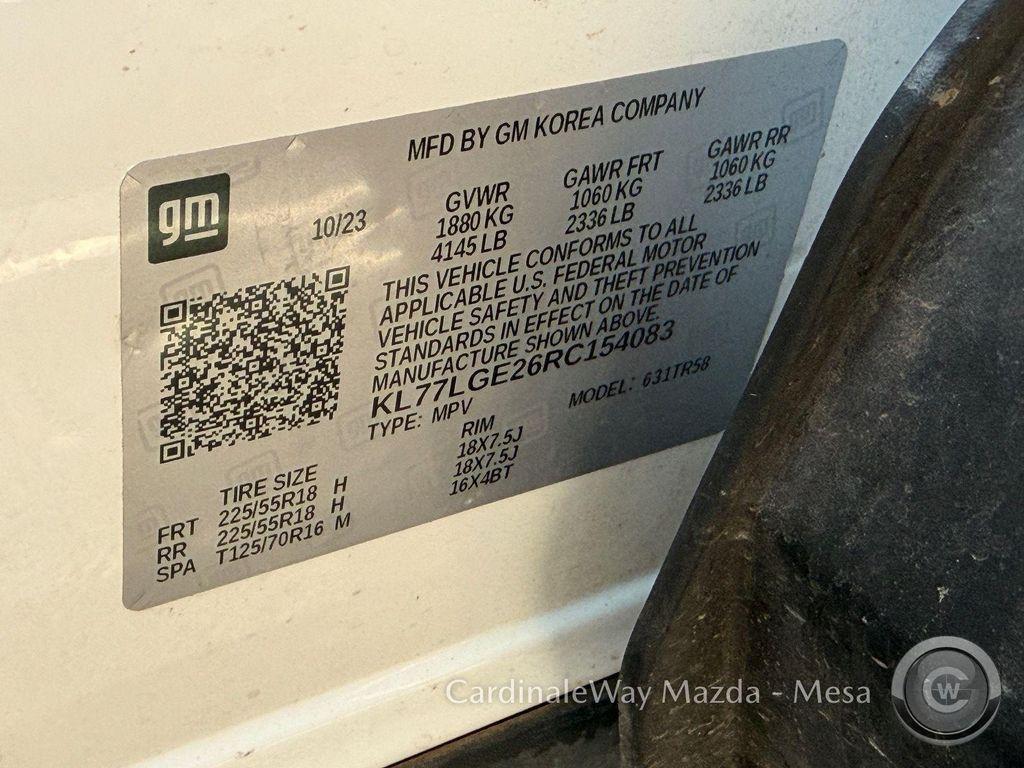 MFD BY GM KOREA COMPANY
gm
10/23
GVWR GAWR FRT GAWR RR
1880 KG 1060 KG 1060 KG
4145 LB 2336 LB 2336 LB
THIS VEHICLE CONFORMS TO ALL
APPLICABLE U.S. FEDERAL MOTOR
VEHICLE SAFETY AND THEFT PREVENTION
STANDARDS IN EFFECT ON THE DATE OF
MANUFACTURE SHOWN ABOVE.
KL77LGE26RC154083
TYPE: MPV MODEL: 631TR58
TIRE SIZE RIM
FRT 225/55R18 H 18X7.5J
RR 225/55R18 H 18X7.5J
SPA T125/70R16 M 16X4BT
CardinaleWay Mazda - Mesa
CW